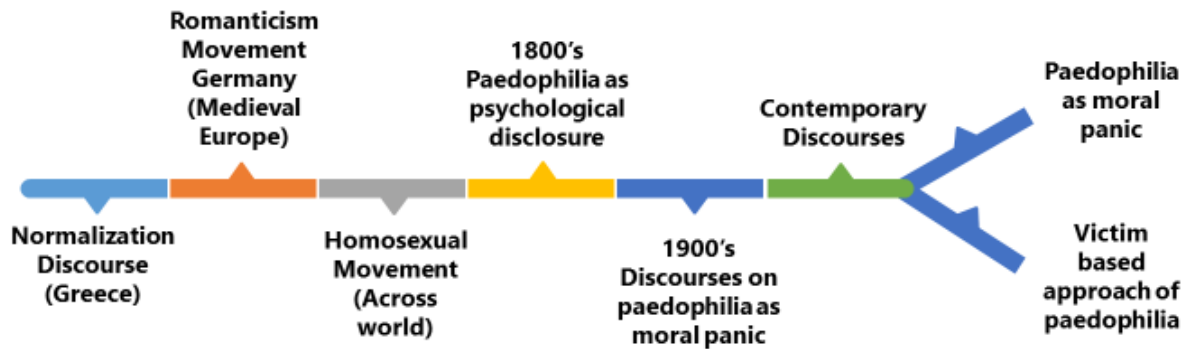 Normalization
Discourse
(Greece)
Romanticism
Movement
Germany
(Medieval
Europe)
Homosexual
Movement
(Across
world)
1800's
Paedophilia as
psychological
disclosure
1900's
Discourses on
paedophilia as
moral panic
Contemporary
Discourses
Paedophilia
as moral
panic
Victim
based
approach of
paedophilia